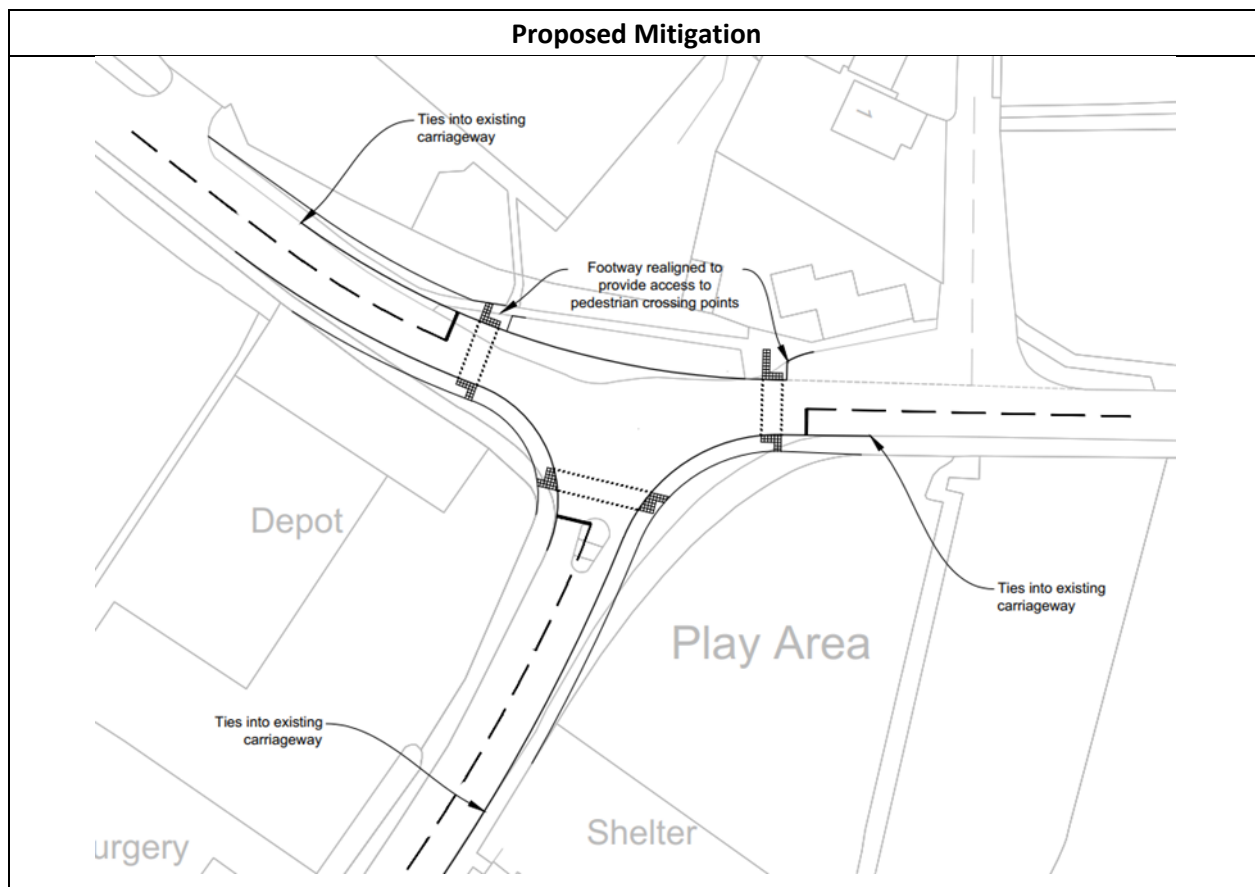 Proposed Mitigation
Ties into existing
carriageway
1
Footway realigned to
provide access to
pedestrian crossing points
Depot
Ties into existing
carriageway
Play Area
Ties into existing
carriageway
Shelter
urgery